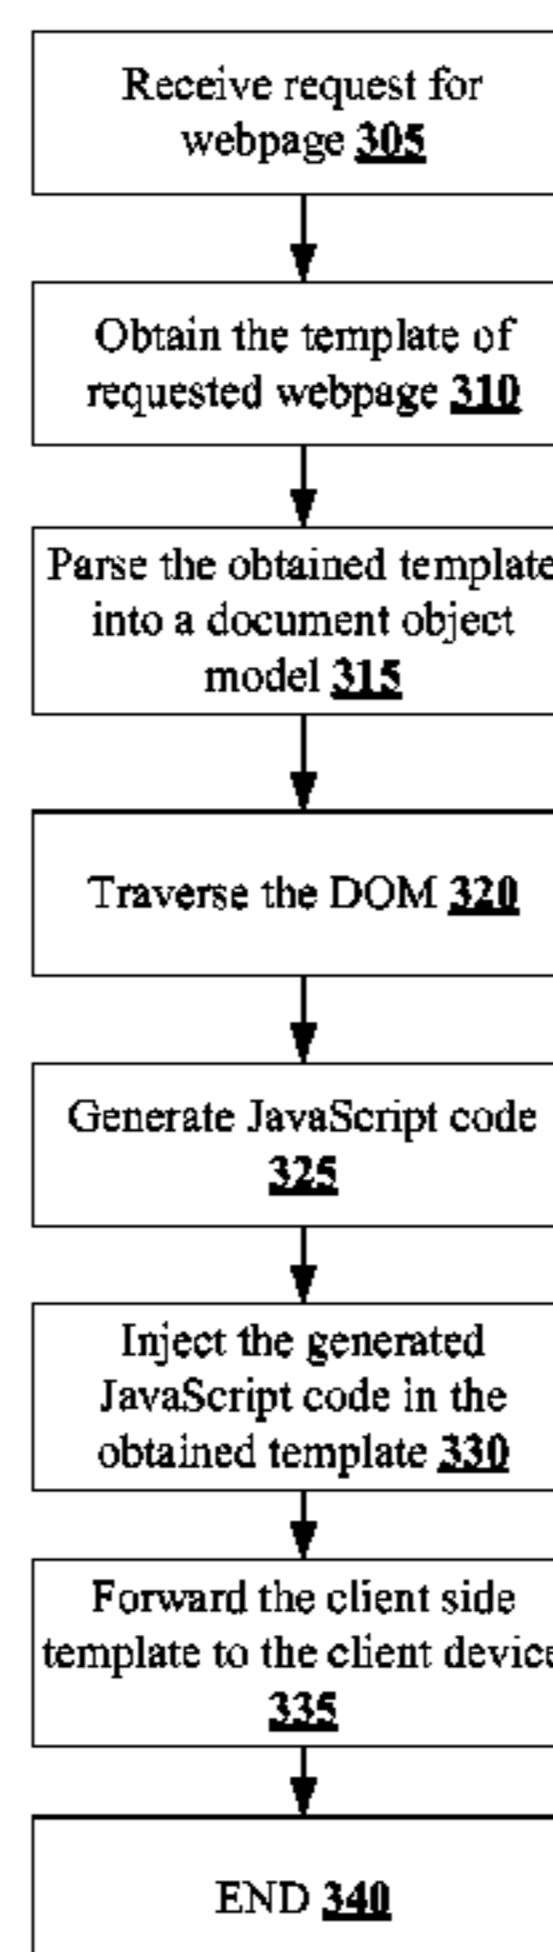 Receive request for
webpage 305
Obtain the template of
requested webpage 310
Parse the obtained template
into a document object
model 315
Traverse the DOM 320
Generate JavaScript code
325
Inject the generated
JavaScript code in the
obtained template 330
Forward the client side
template to the client device
335
END 340